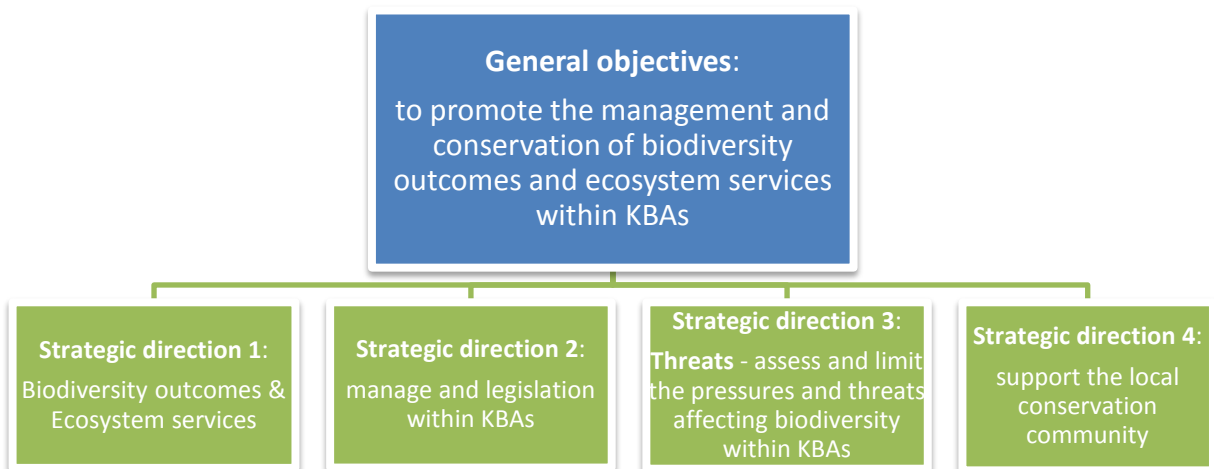 General objectives:
to promote the management and
conservation of biodiversity
outcomes and ecosystem services
within KBAs
Strategic direction 1:
Biodiversity outcomes &
Ecosystem services
Strategic direction 2:
manage and legislation
within KBAs
Strategic direction 3:
Threats - assess and limit
the pressures and threats
affecting biodiversity
within KBAs
Strategic direction 4:
support the local
conservation
community